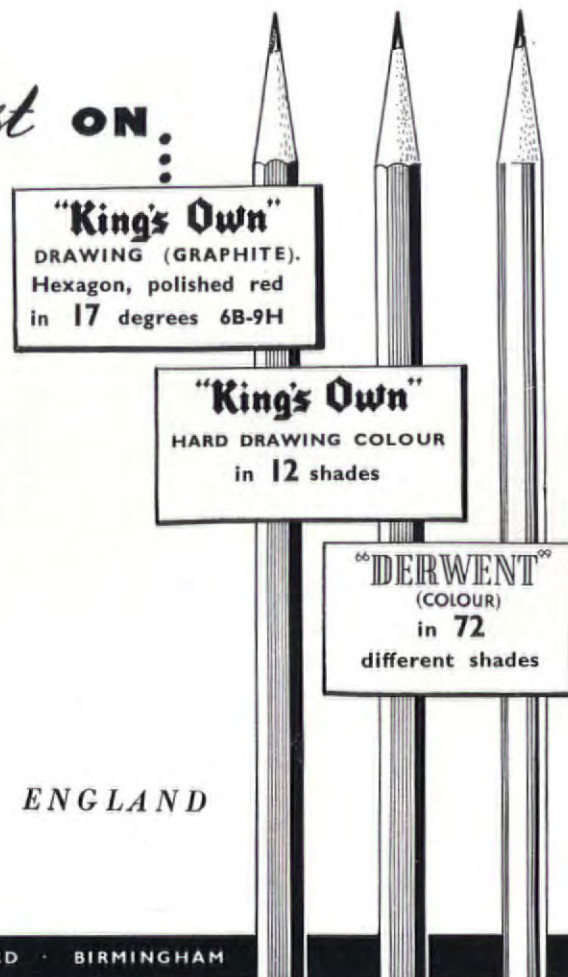 ON
"King's Own"
DRAWING (GRAPHITE).
Hexagon, polished red
in 17 degrees 6B-9H
"King's Own"
HARD DRAWING COLOUR
in 12 shades
"DERWENT"
(COLOUR)
in 72
different shades
ENGLAND
BIRMINGHAM